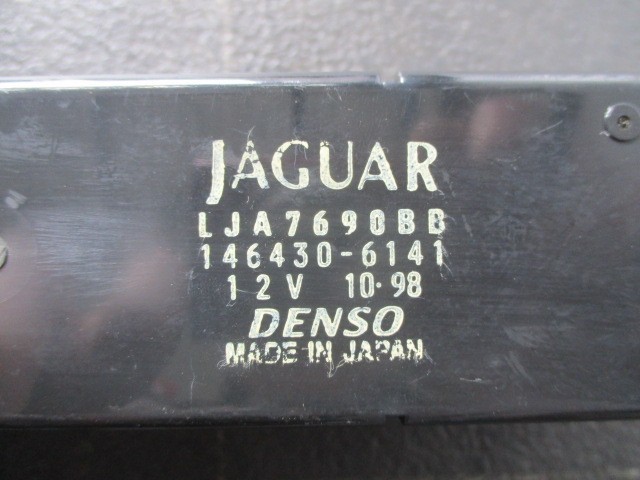 JAGUAR
LJA7690BB
146430-6141
12V 10·98
DENSO
MADE IN JAPAN